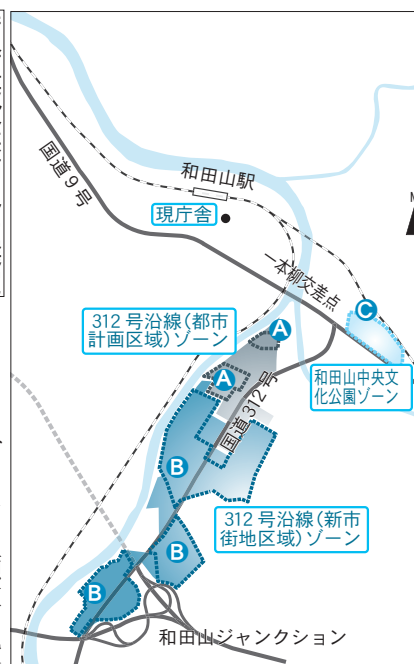 国道9号
和田山駅
現庁舎
一本柳交差点
C
312号沿線(都市
計画区域)ゾーン
A
A
和田山中央文
化公園ゾーン
国道312号
B
312号沿線(新市
街地区域)ゾーン
B
B
和田山ジャンクション